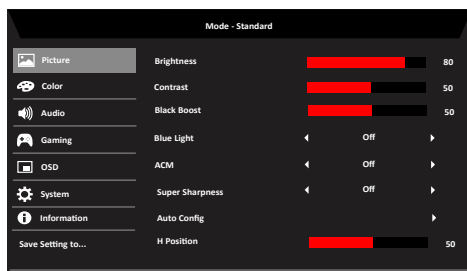 Mode - Standard
Picture
Brightness 80
Color
Contrast 50
Audio
Black Boost 50
Gaming
Blue Light Off
OSD
ACM Off
System
Super Sharpness Off
Information
Auto Config
Save Setting to...
H Position 50